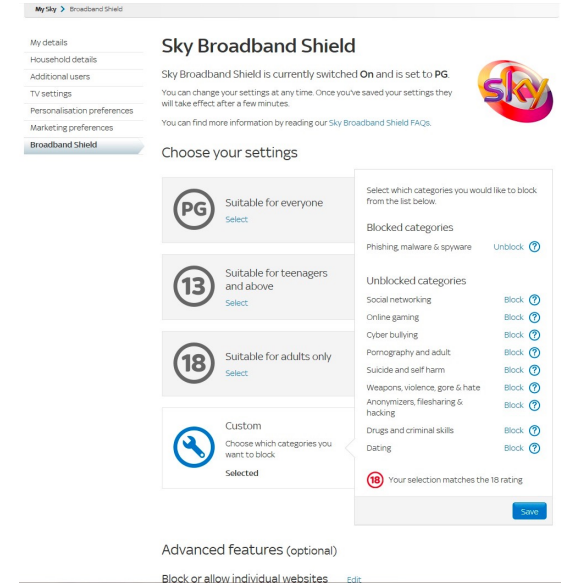 My Sky > Broadband Shield
My details
Household details
Additional users
TV settings
Personalisation preferences
Marketing preferences
Broadband Shield
Sky Broadband Shield
Sky Broadband Shield is currently switched On and is set to PG.
You can change your settings at any time. Once you've saved your settings they
will take effect after a few minutes.
You can find more information by reading our Sky Broadband Shield FAQs.
sky
Choose your settings
PG
Suitable for everyone
Select
13
Suitable for teenagers
and above
Select
18
Suitable for adults only
Select
Custom
Choose which categories you
want to block
Selected
Select which categories you would like to block
from the list below.
Blocked categories
Phishing, malware & spyware Unblock ?
Unblocked categories
Social networking Block ?
Online gaming Block ?
Cyber bullying Block ?
Pornography and adult Block ?
Suicide and self harm Block ?
Weapons, violence, gore & hate Block ?
Anonymizers, filesharing &
hacking Block ?
Drugs and criminal skills Block ?
Dating Block ?
18 Your selection matches the 18 rating
Save
Advanced features (optional)
Block or allow individual websites Edit